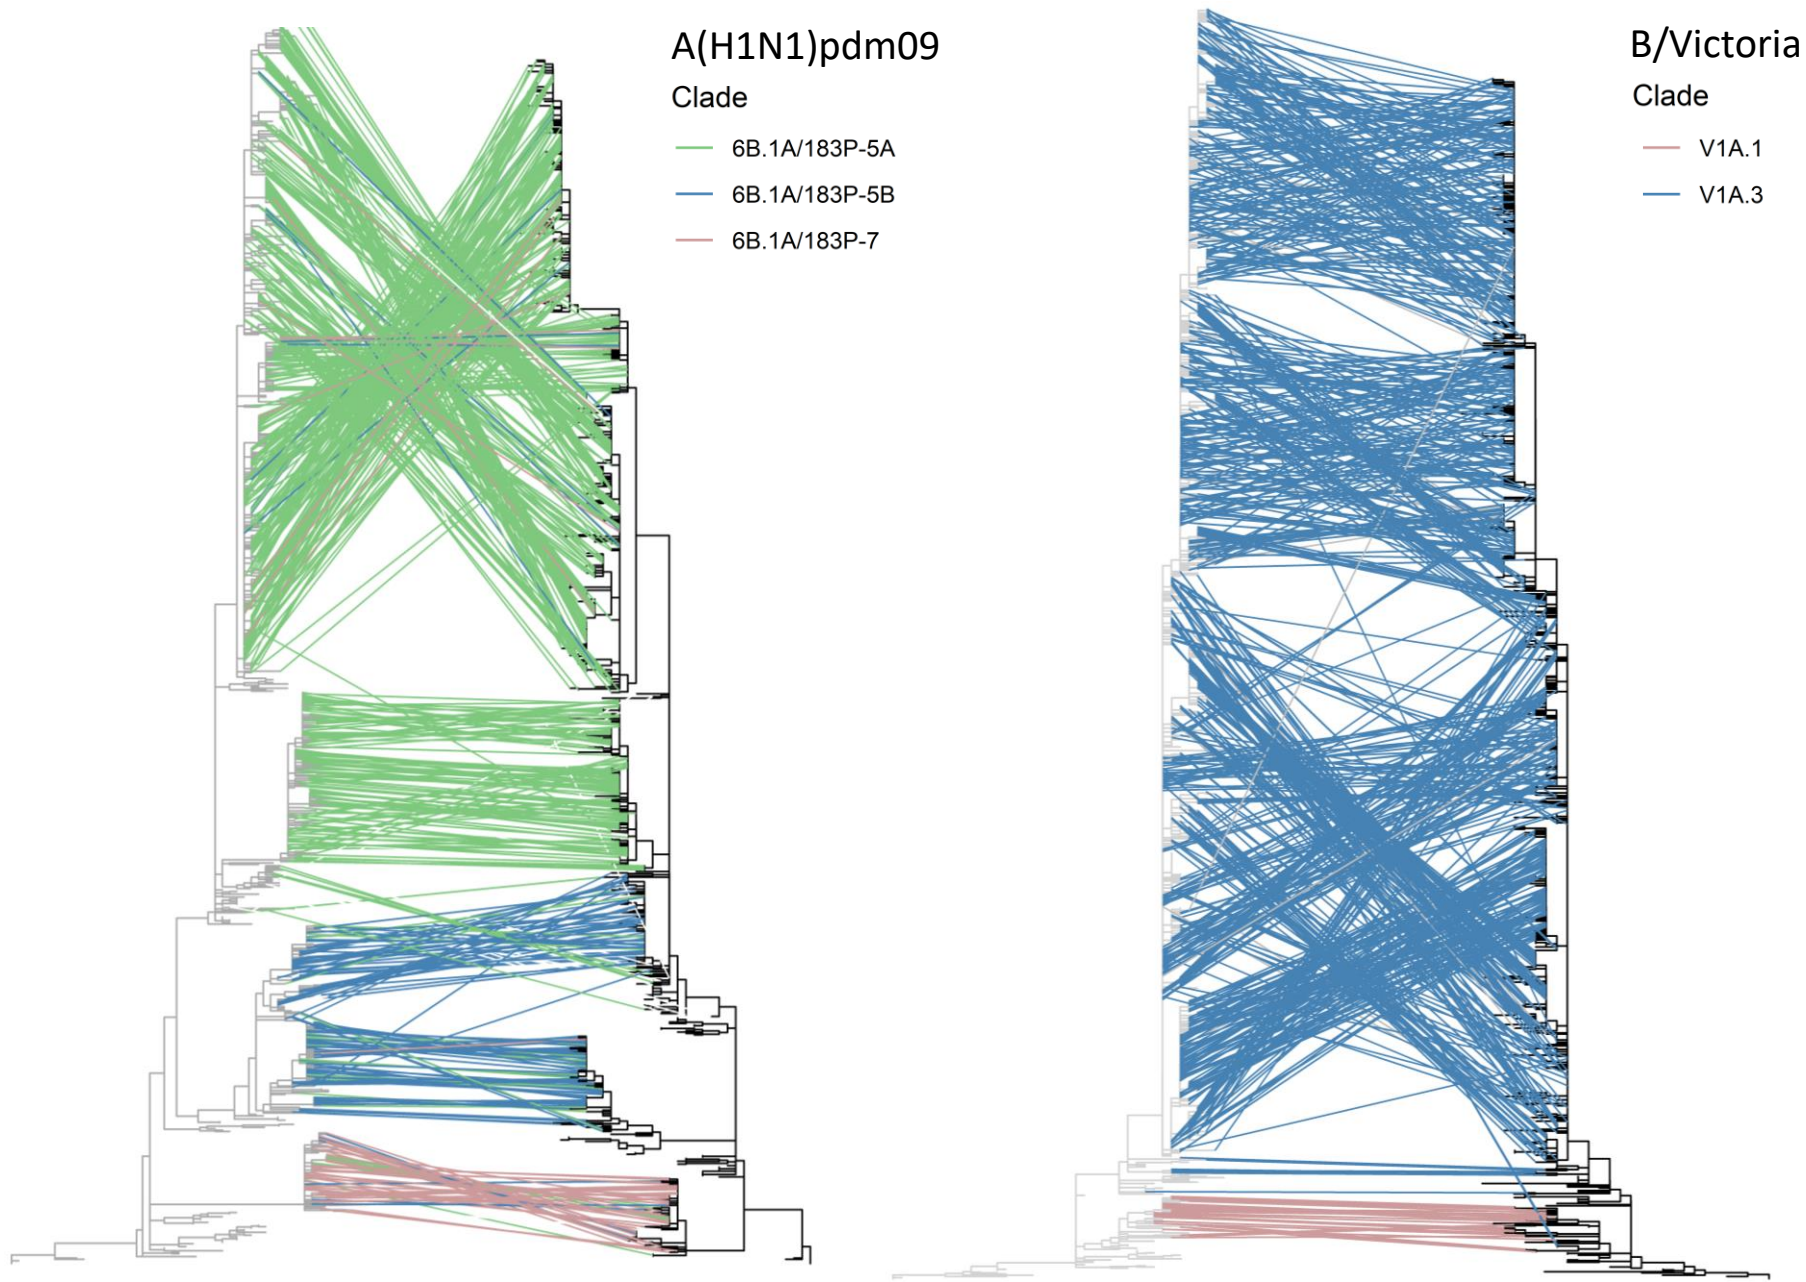 A(H1N1)pdm09
Clade
6B.1A/183P-5A
6B.1A/183P-5B
6B.1A/183P-7
B/Victoria
Clade
V1A.1
V1A.3